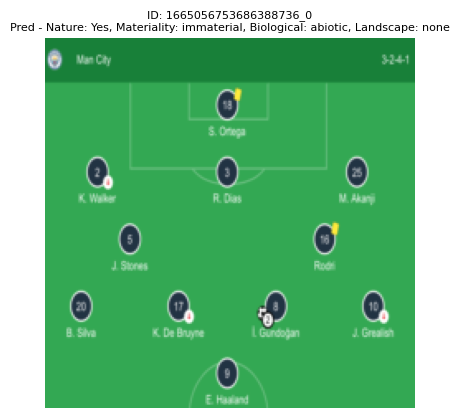 ID: 1665056753686388736_0
Pred - Nature: Yes, Materiality: immaterial, Biological: abiotic, Landscape: none
Man City 3-2-4-1
18
S. Ortega
2 3 25
K. Walker R. Dias M. Akanji
5 16
J. Stones Rodri
20 17 8 10
2
B. Silva K. De Bruyne İ. Gündoğan J. Grealish
9
E. Haaland